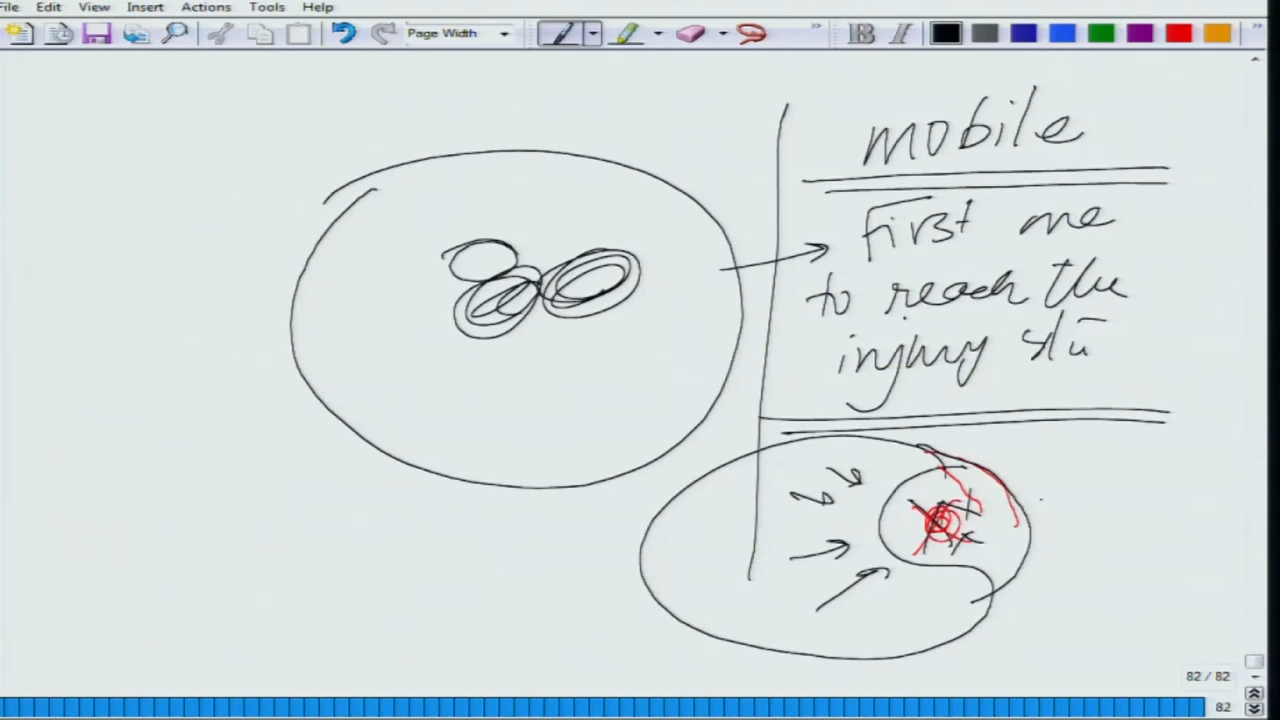 File Edit View Insert Actions Tools Help
Page Width
B I
mobile
First one
to reach the
injury
82 / 82
82